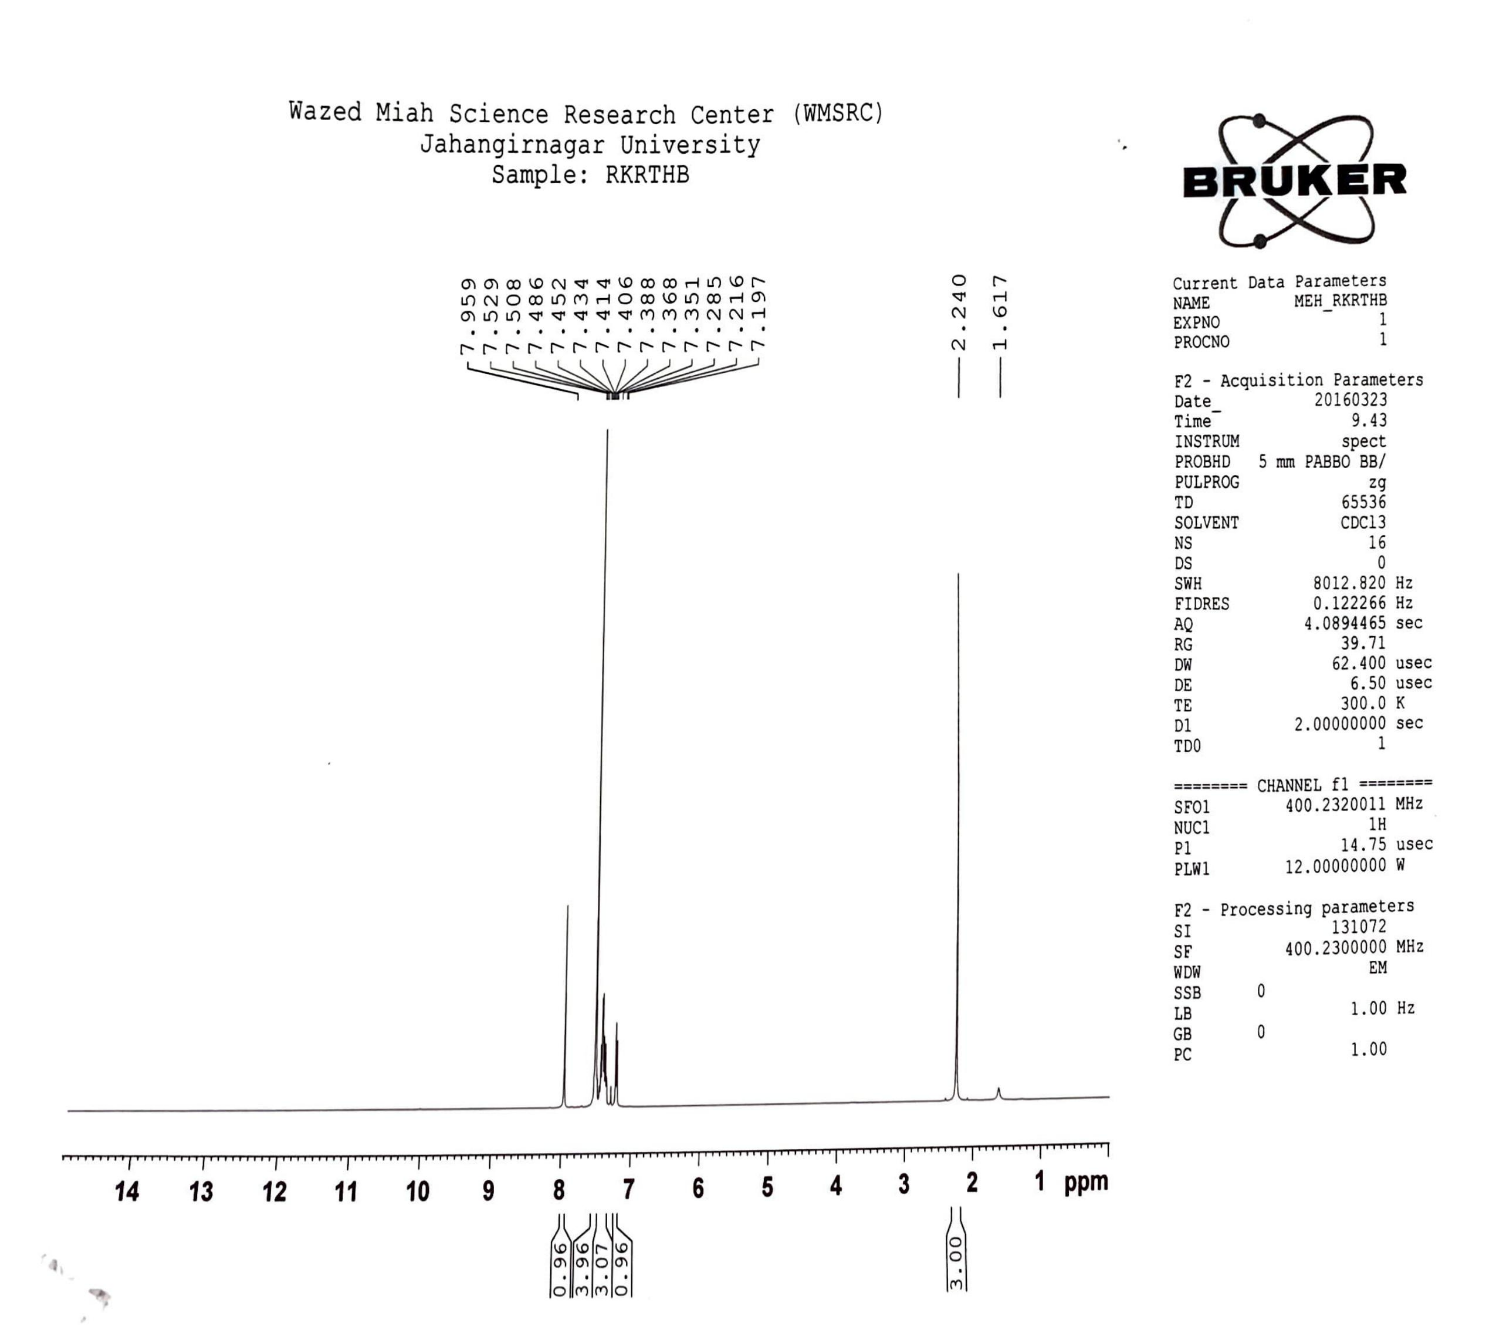 Wazed Miah Science Research Center (WMSRC)
Jahangirnagar University
Sample: RKRTHB
BRUKER
7.959
7.529
7.508
7.486
7.452
7.434
7.414
7.406
7.388
7.368
7.351
7.285
7.216
7.197
2.240
1.617
Current Data Parameters
NAME MEH_RKRTHB
EXPNO 1
PROCNO 1
F2 - Acquisition Parameters
Date_ 20160323
Time 9.43
INSTRUM spect
PROBHD 5 mm PABBO BB/
PULPROG zg
TD 65536
SOLVENT CDCl3
NS 16
DS 0
SWH 8012.820 Hz
FIDRES 0.122266 Hz
AQ 4.0894465 sec
RG 39.71
DW 62.400 usec
DE 6.50 usec
TE 300.0 K
D1 2.00000000 sec
TD0 1
======== CHANNEL f1 ========
SFO1 400.2320011 MHz
NUC1 1H
P1 14.75 usec
PLW1 12.00000000 W
F2 - Processing parameters
SI 131072
SF 400.2300000 MHz
WDW EM
SSB 0
LB 1.00 Hz
GB 0
PC 1.00
14 13 12 11 10 9 8 7 6 5 4 3 2 1 ppm
0.96
3.96
3.07
0.96
3.00